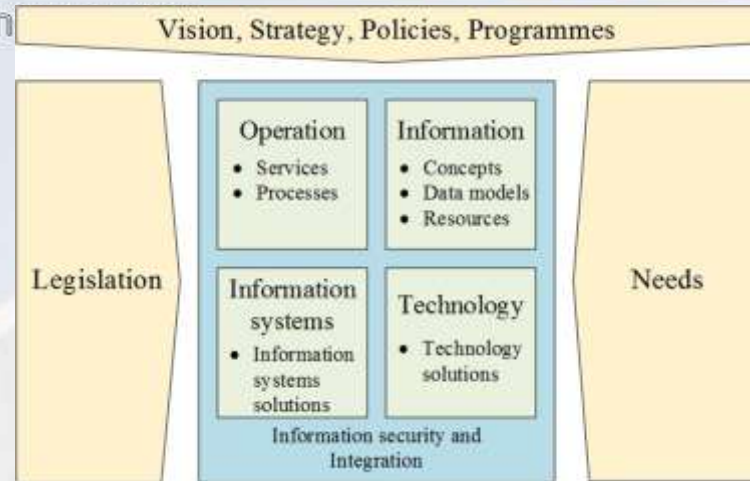 Vision, Strategy, Policies, Programmes
Legislation
Operation
• Services
• Processes
Information
• Concepts
• Data models
• Resources
Information
systems
• Information
systems
solutions
Technology
• Technology
solutions
Information security and
Integration
Needs